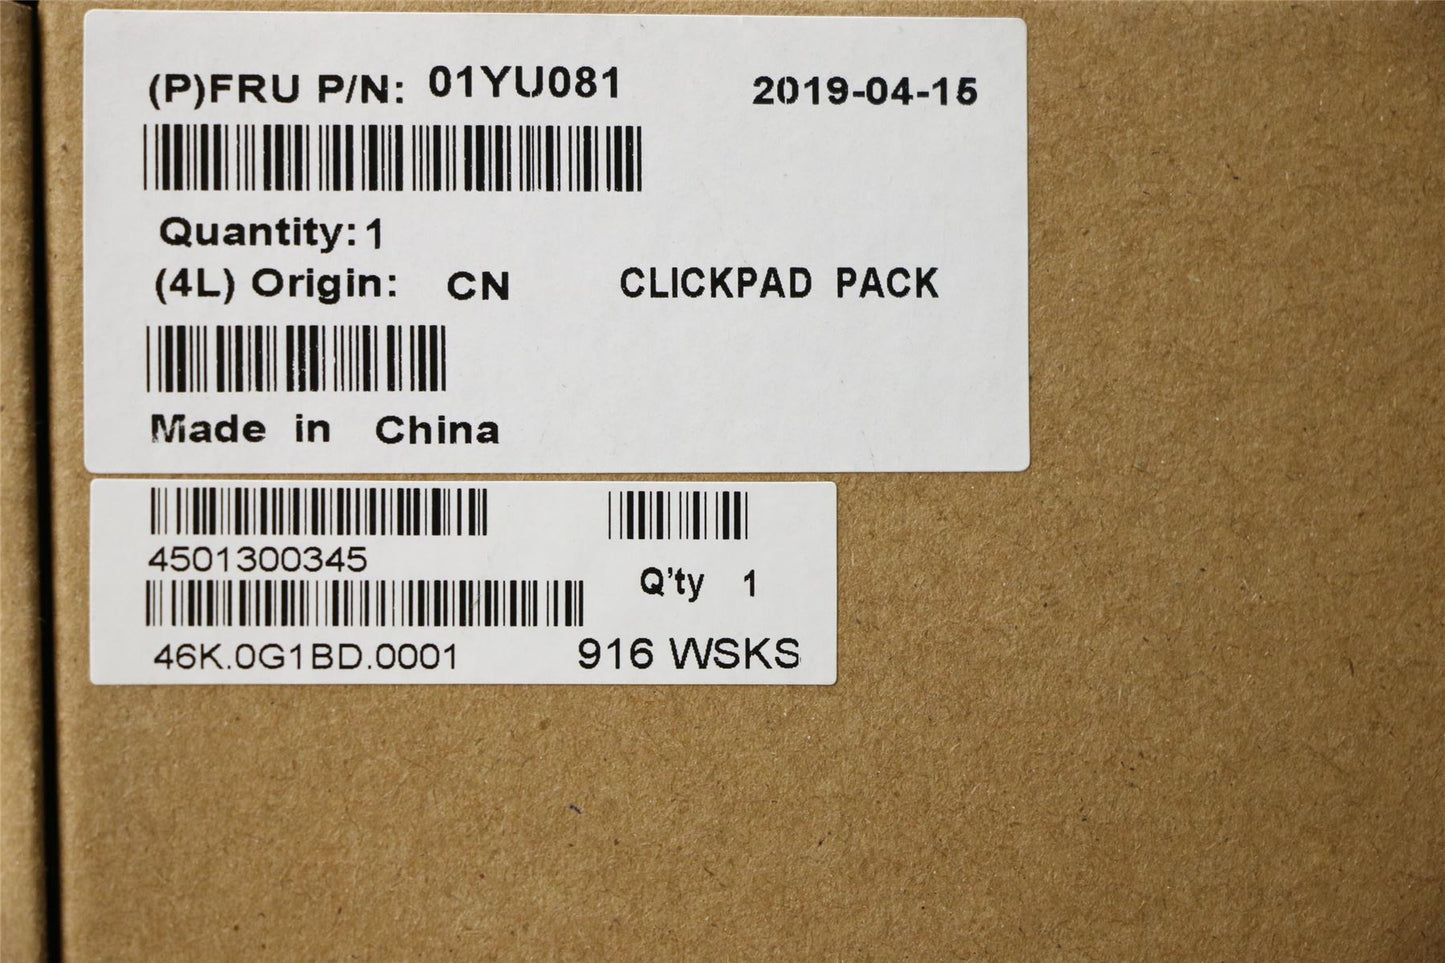 (P)FRU P/N: 01YU081 2019-04-15
Quantity: 1
(4L) Origin: CN CLICKPAD PACK
Made in China
4501300345
Q'ty 1
46K.0G1BD.0001 916 WSKS